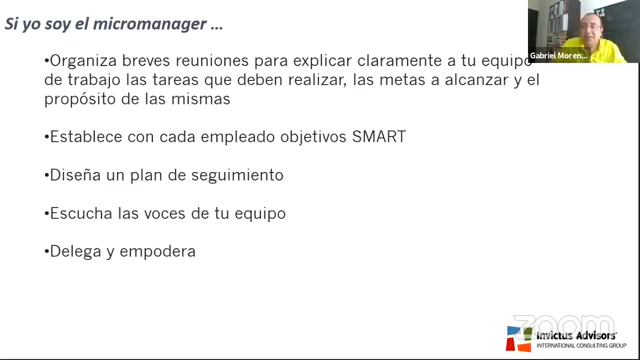 Si yo soy el micromanager ...
•Organiza breves reuniones para explicar claramente a tu equipo
de trabajo las tareas que deben realizar, las metas a alcanzar y el
propósito de las mismas
•Establece con cada empleado objetivos SMART
•Diseña un plan de seguimiento
•Escucha las voces de tu equipo
•Delega y empodera
Gabriel Moren...
zoom
Invictus Advisors
INTERNATIONAL CONSULTING GROUP